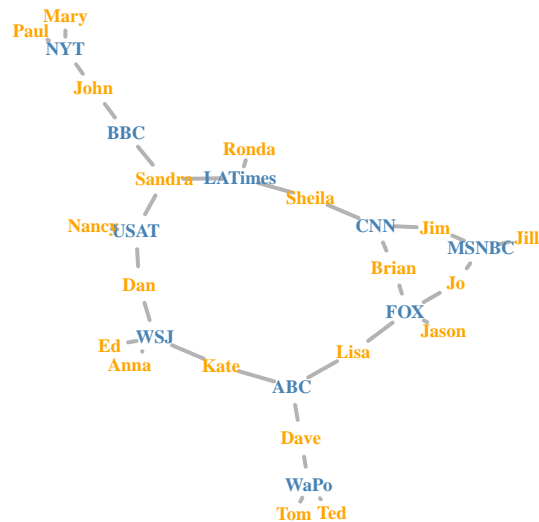 Mary
Paul
NYT
John
BBC
Ronda
Sandra
LATimes
Sheila
Nancy
USAT
CNN
Jim
Jill
MSNBC
Brian
Dan
Jo
FOX
Jason
WSJ
Ed
Anna
Kate
Lisa
ABC
Dave
WaPo
Tom
Ted